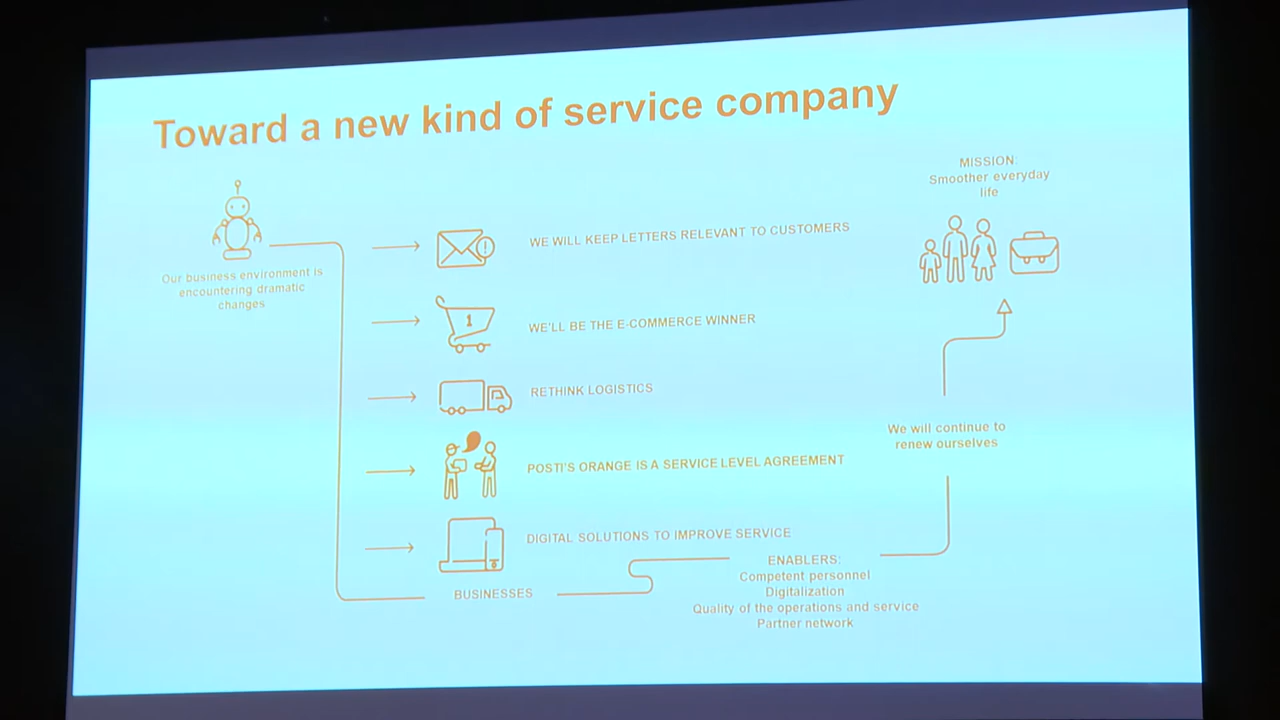 Toward a new kind of service company
Our business environment is
encountering dramatic
changes
WE WILL KEEP LETTERS RELEVANT TO CUSTOMERS
1
WE'LL BE THE E-COMMERCE WINNER
RETHINK LOGISTICS
POSTI'S ORANGE IS A SERVICE LEVEL AGREEMENT
DIGITAL SOLUTIONS TO IMPROVE SERVICE
BUSINESSES
ENABLERS:
Competent personnel
Digitalization
Quality of the operations and service
Partner network
We will continue to
renew ourselves
MISSION:
Smoother everyday
life